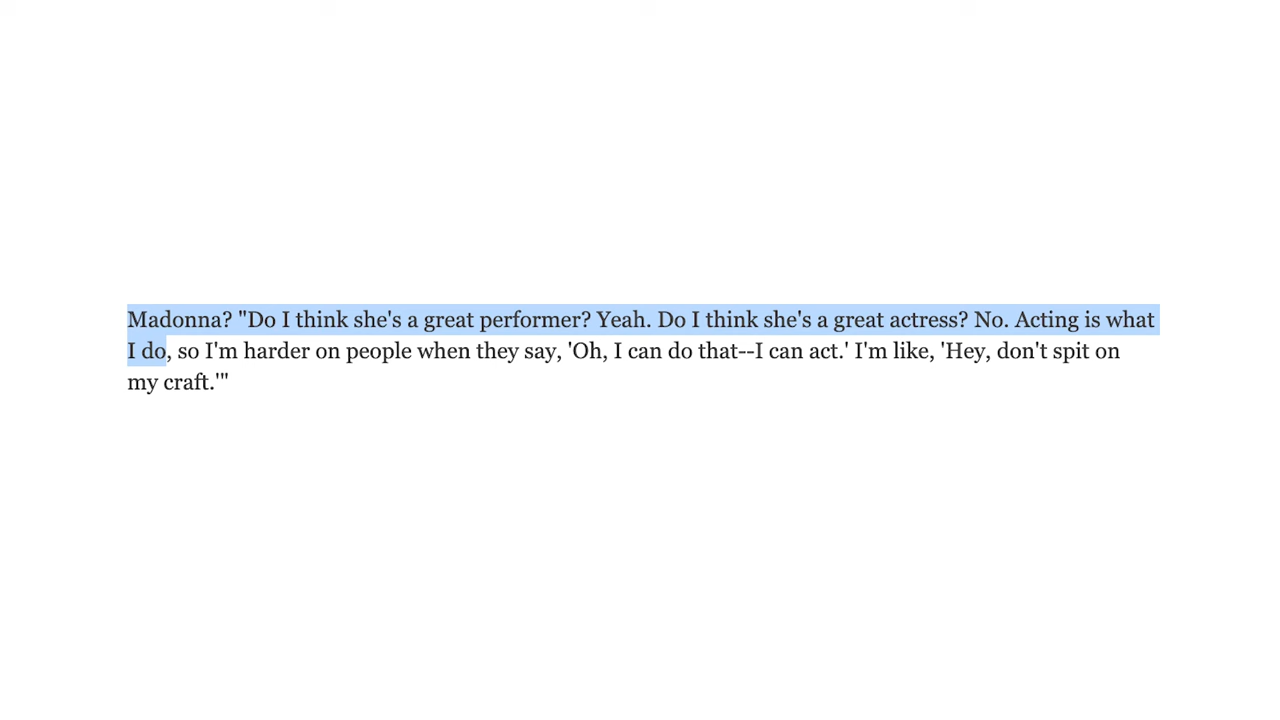 Madonna? "Do I think she's a great performer? Yeah. Do I think she's a great actress? No. Acting is what
I do, so I'm harder on people when they say, 'Oh, I can do that--I can act.' I'm like, 'Hey, don't spit on
my craft.'"